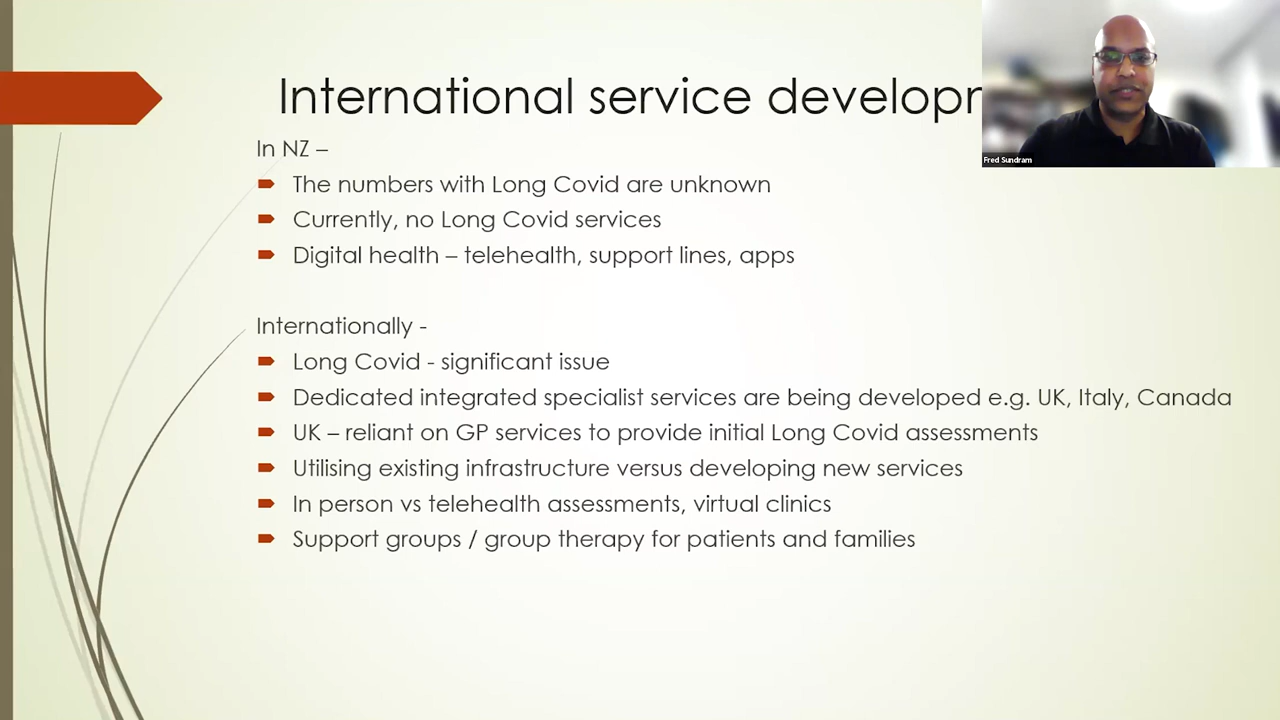 International service developm
In NZ –
The numbers with Long Covid are unknown
Currently, no Long Covid services
Digital health – telehealth, support lines, apps
Internationally -
Long Covid - significant issue
Dedicated integrated specialist services are being developed e.g. UK, Italy, Canada
UK – reliant on GP services to provide initial Long Covid assessments
Utilising existing infrastructure versus developing new services
In person vs telehealth assessments, virtual clinics
Support groups / group therapy for patients and families
Fred Sundram